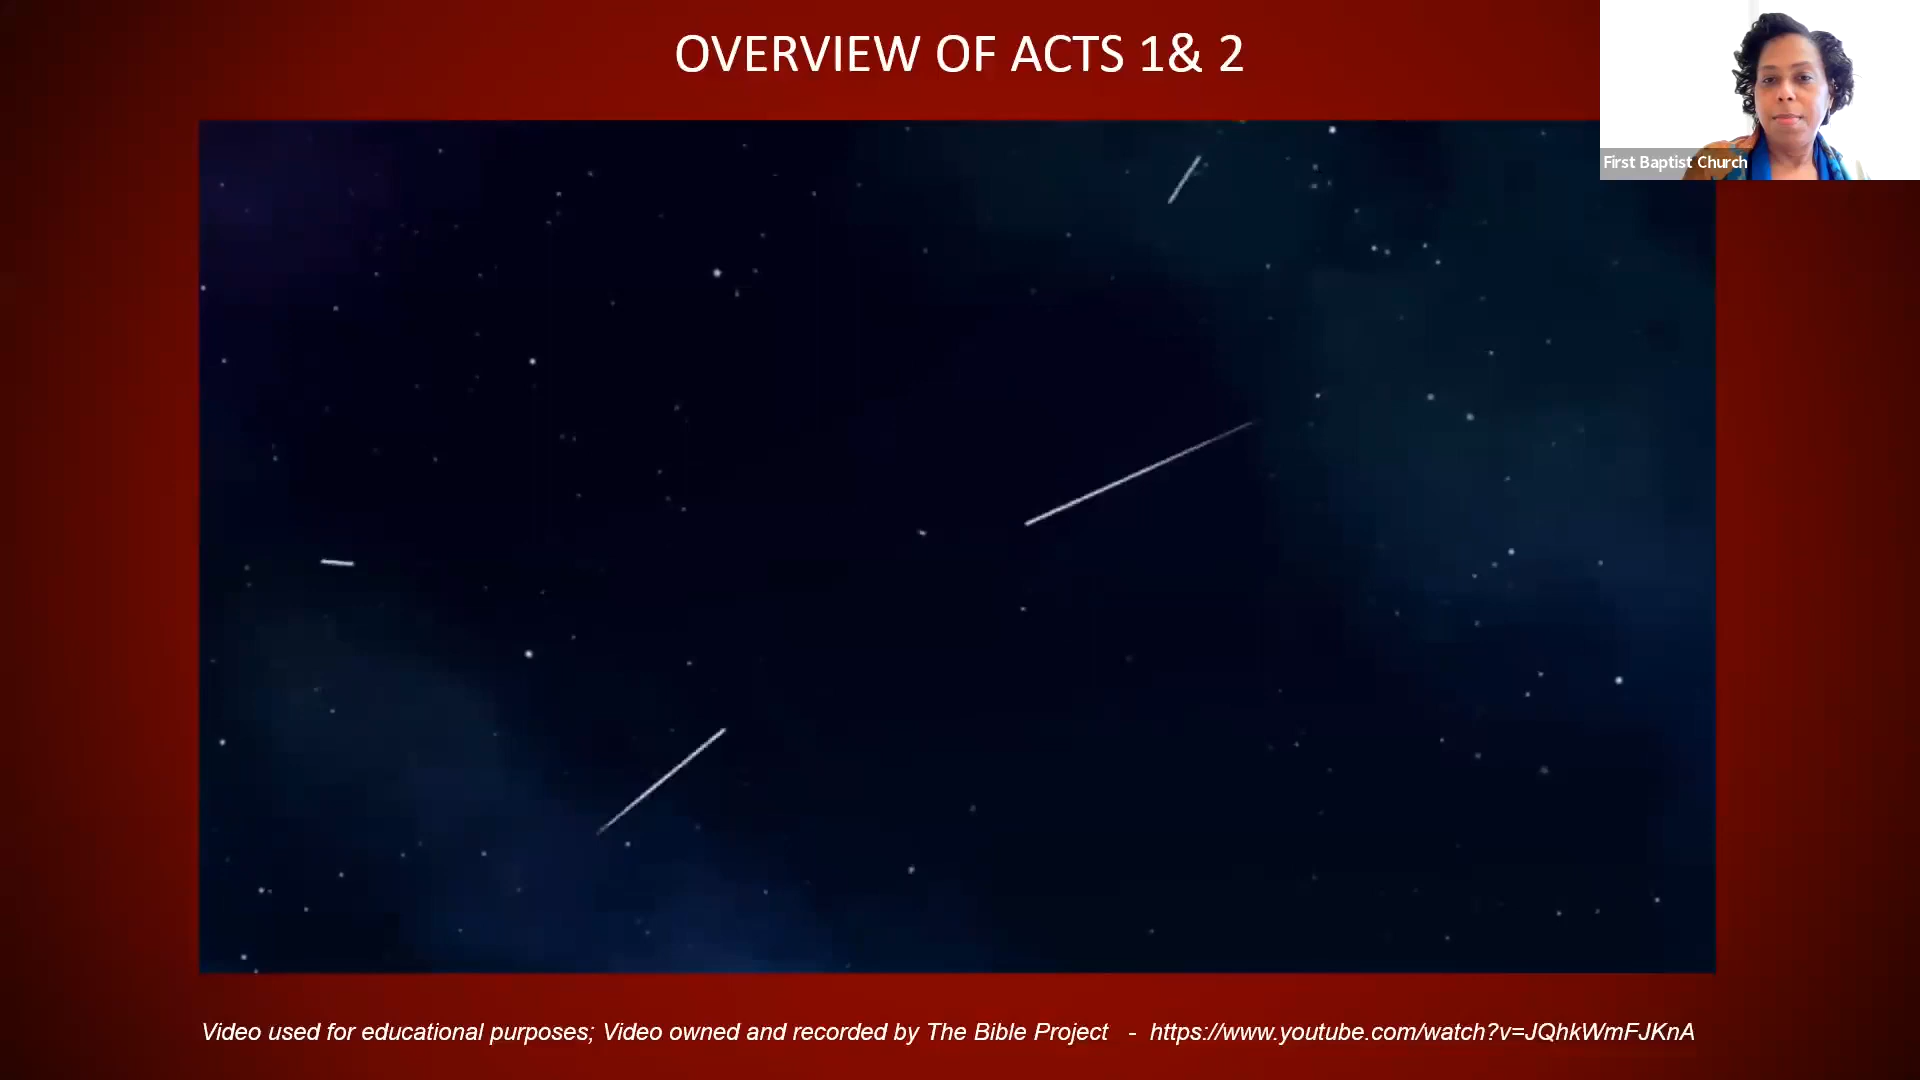 OVERVIEW OF ACTS 1& 2
First Baptist Church
Video used for educational purposes; Video owned and recorded by The Bible Project - https://www.youtube.com/watch?v=JQhkWmFJKnA